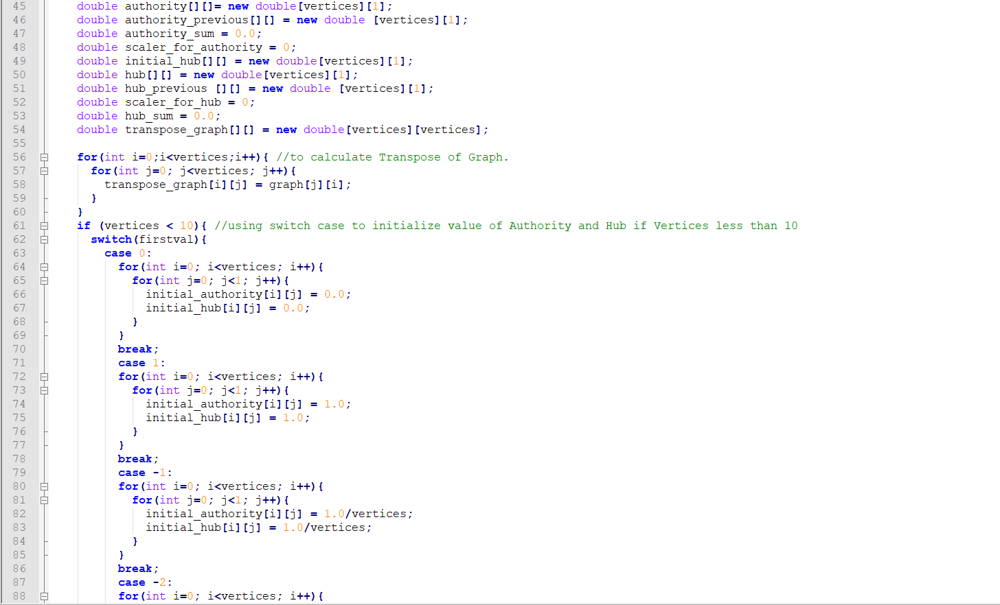 45 double authority[][]= new double[vertices][1];
46 double authority_previous[][] = new double [vertices][1];
47 double authority_sum = 0.0;
48 double scaler_for_authority = 0;
49 double initial_hub[][] = new double[vertices][1];
50 double hub[][] = new double[vertices][1];
51 double hub_previous [][] = new double [vertices][1];
52 double scaler_for_hub = 0;
53 double hub_sum = 0.0;
54 double transpose_graph[][] = new double[vertices][vertices];
55
56 for(int i=0;i<vertices;i++){ //to calculate Transpose of Graph.
57 for(int j=0; j<vertices; j++){
58 transpose_graph[i][j] = graph[j][i];
59 }
60 }
61 if (vertices < 10){ //using switch case to initialize value of Authority and Hub if Vertices less than 10
62 switch(firstval){
63 case 0:
64 for(int i=0; i<vertices; i++){
65 for(int j=0; j<1; j++){
66 initial_authority[i][j] = 0.0;
67 initial_hub[i][j] = 0.0;
68 }
69 }
70 break;
71 case 1:
72 for(int i=0; i<vertices; i++){
73 for(int j=0; j<1; j++){
74 initial_authority[i][j] = 1.0;
75 initial_hub[i][j] = 1.0;
76 }
77 }
78 break;
79 case -1:
80 for(int i=0; i<vertices; i++){
81 for(int j=0; j<1; j++){
82 initial_authority[i][j] = 1.0/vertices;
83 initial_hub[i][j] = 1.0/vertices;
84 }
85 }
86 break;
87 case -2:
88 for(int i=0; i<vertices; i++){